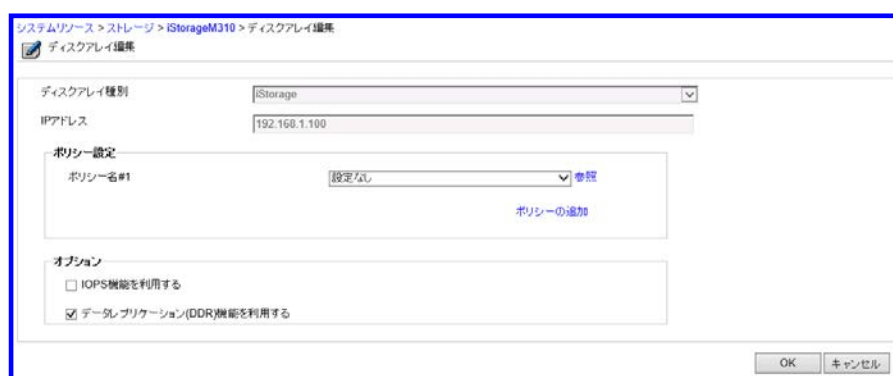 システムリソース > ストレージ > iStorageM310 > ディスクアレイ編集
ディスクアレイ編集
ディスクアレイ種別 iStorage
IPアドレス 192.168.1.100
ポリシー設定
ポリシー名#1 設定なし 参照
ポリシーの追加
オプション
IOPS機能を利用する
データレプリケーション(DDR)機能を利用する
OK キャンセル